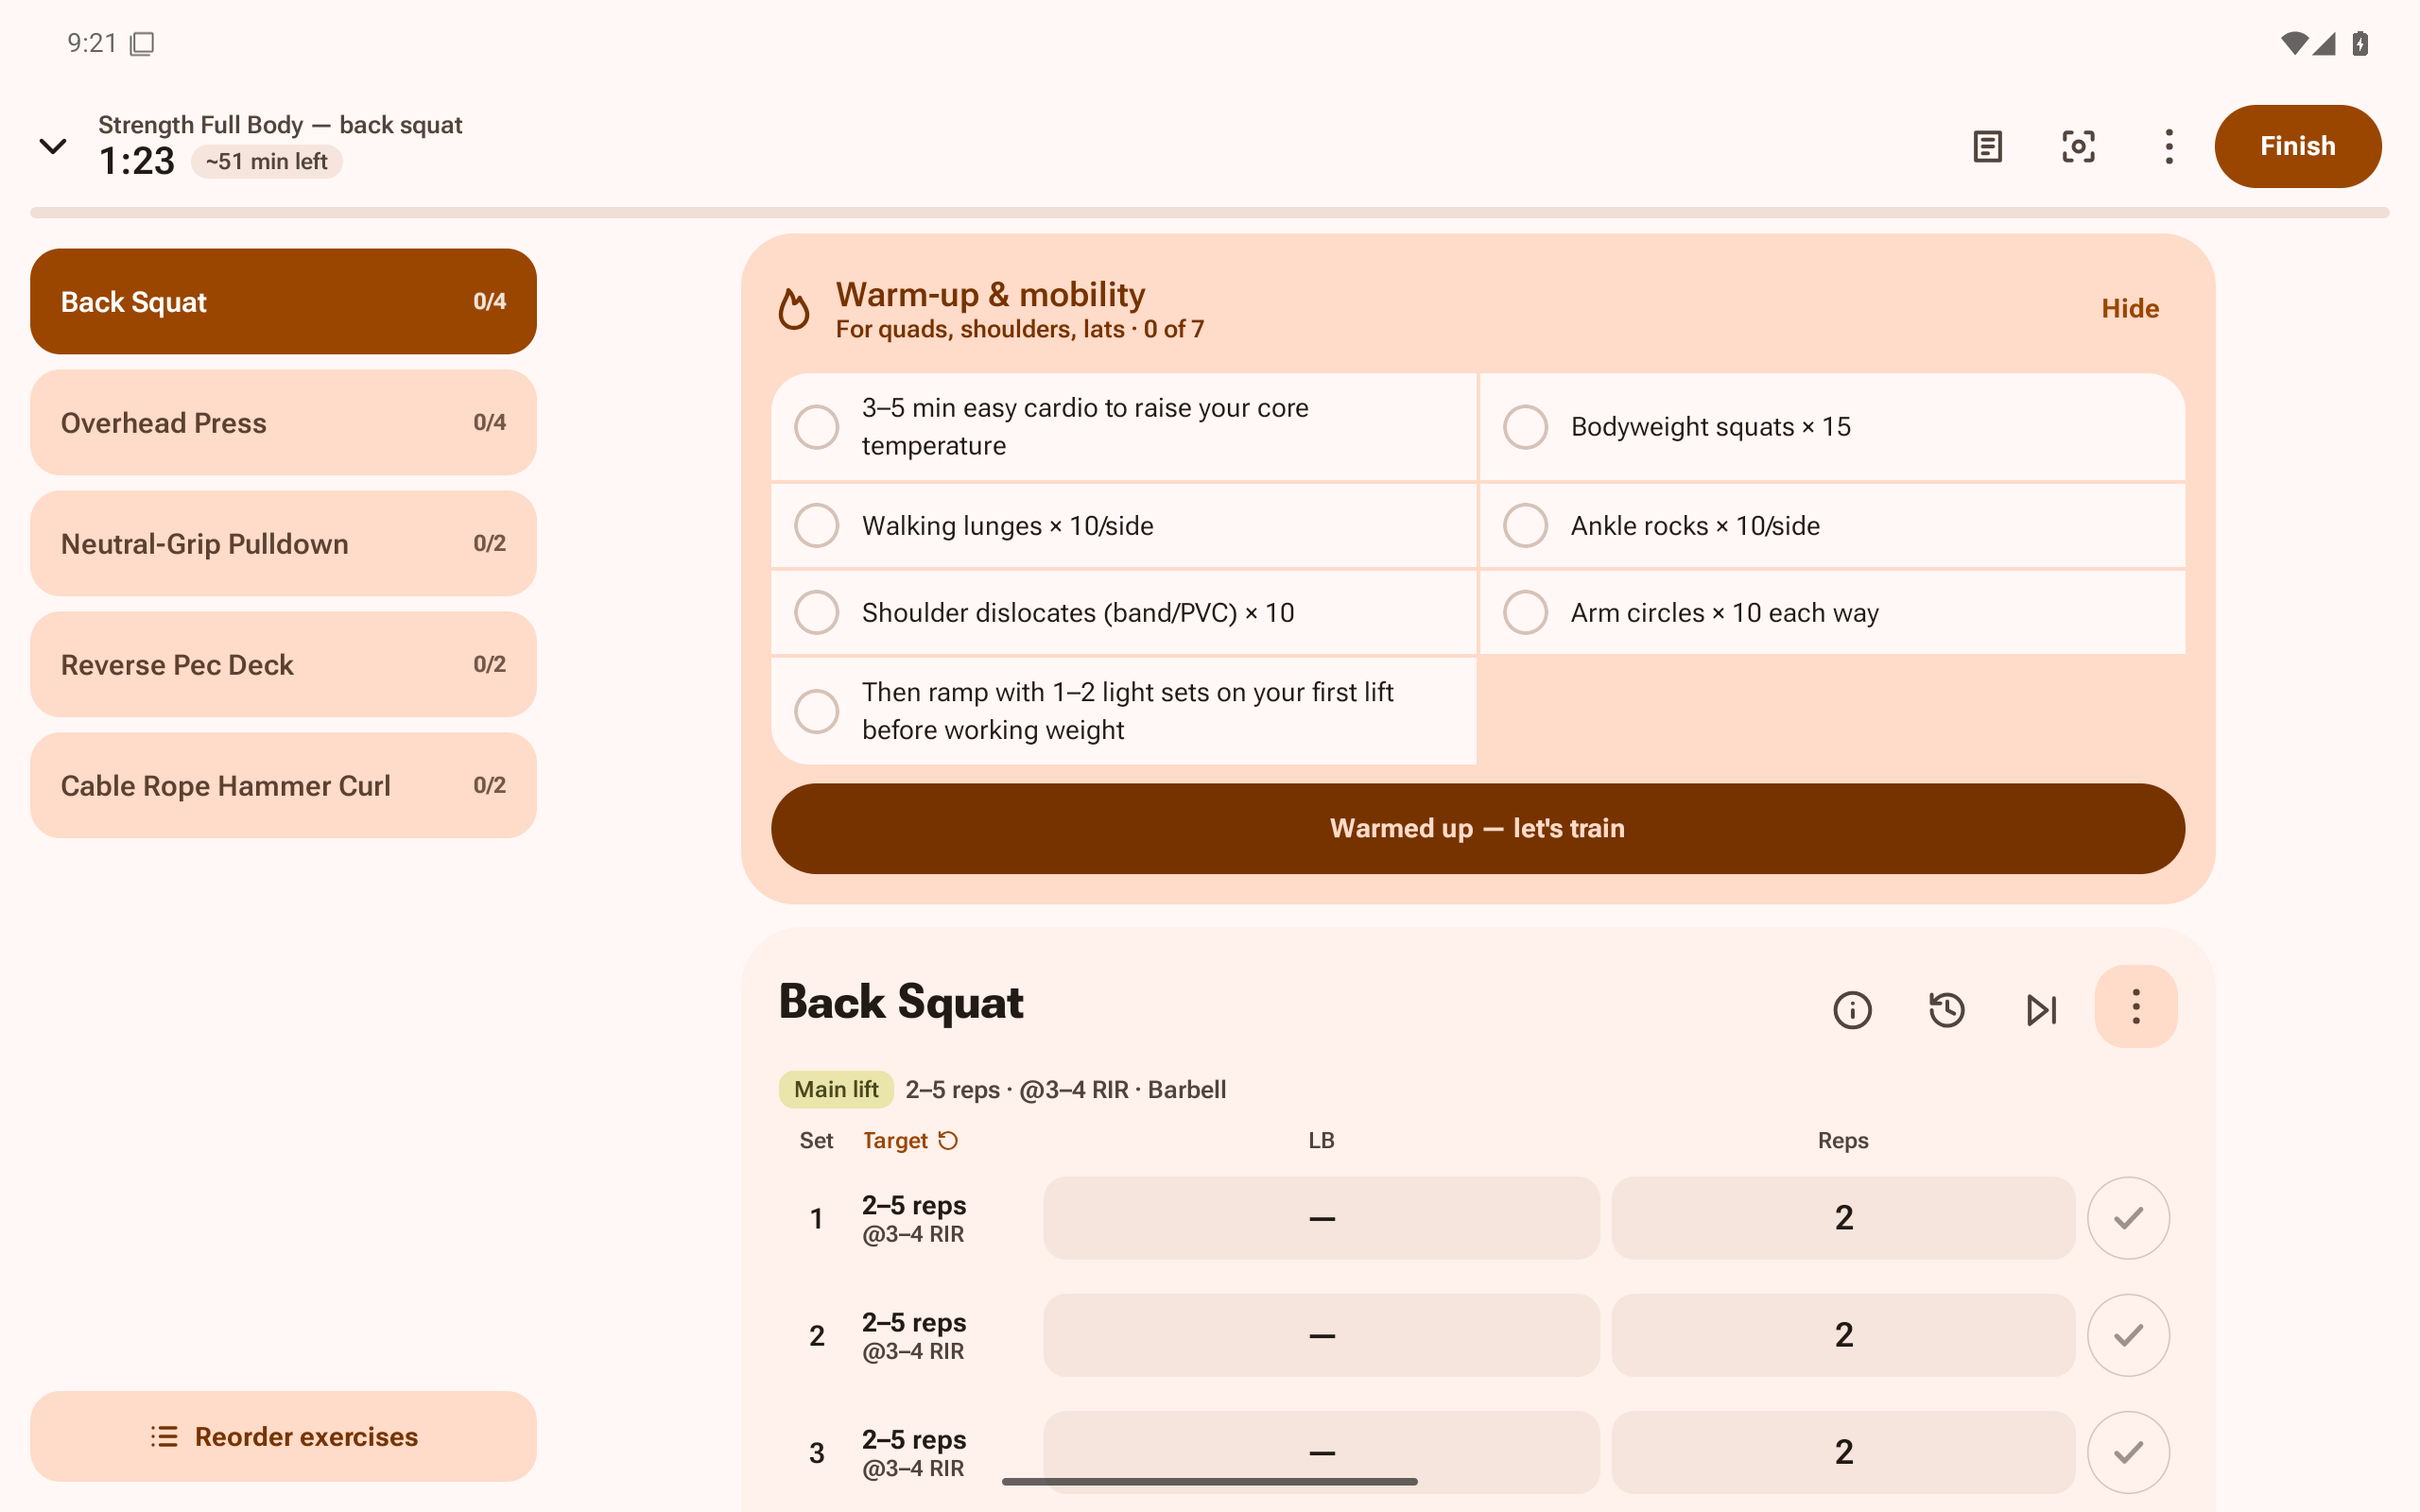 9:21
Strength Full Body — back squat
1:23
~51 min left
Finish
Back Squat 0/4
Overhead Press 0/4
Neutral-Grip Pulldown 0/2
Reverse Pec Deck 0/2
Cable Rope Hammer Curl 0/2
Reorder exercises
Warm-up & mobility
For quads, shoulders, lats · 0 of 7
Hide
3–5 min easy cardio to raise your core
temperature
Bodyweight squats × 15
Walking lunges × 10/side
Ankle rocks × 10/side
Shoulder dislocates (band/PVC) × 10
Arm circles × 10 each way
Then ramp with 1–2 light sets on your first lift
before working weight
Warmed up — let's train
Back Squat
Main lift 2–5 reps · @3–4 RIR · Barbell
Set Target LB Reps
1 2–5 reps — 2
@3–4 RIR
2 2–5 reps — 2
@3–4 RIR
3 2–5 reps — 2
@3–4 RIR